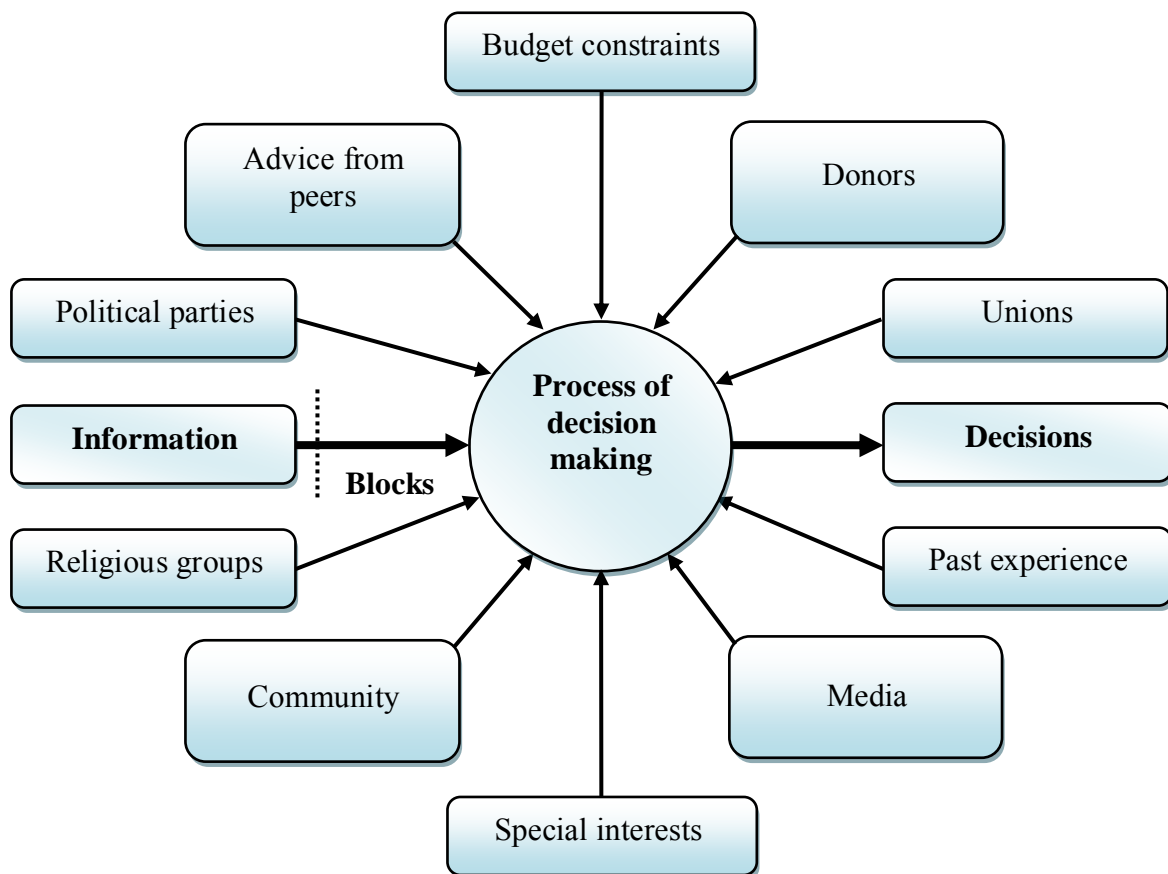 Budget constraints
Advice from
peers
Donors
Political parties
Unions
Process of
decision
making
Information
Blocks
Decisions
Religious groups
Past experience
Community
Media
Special interests